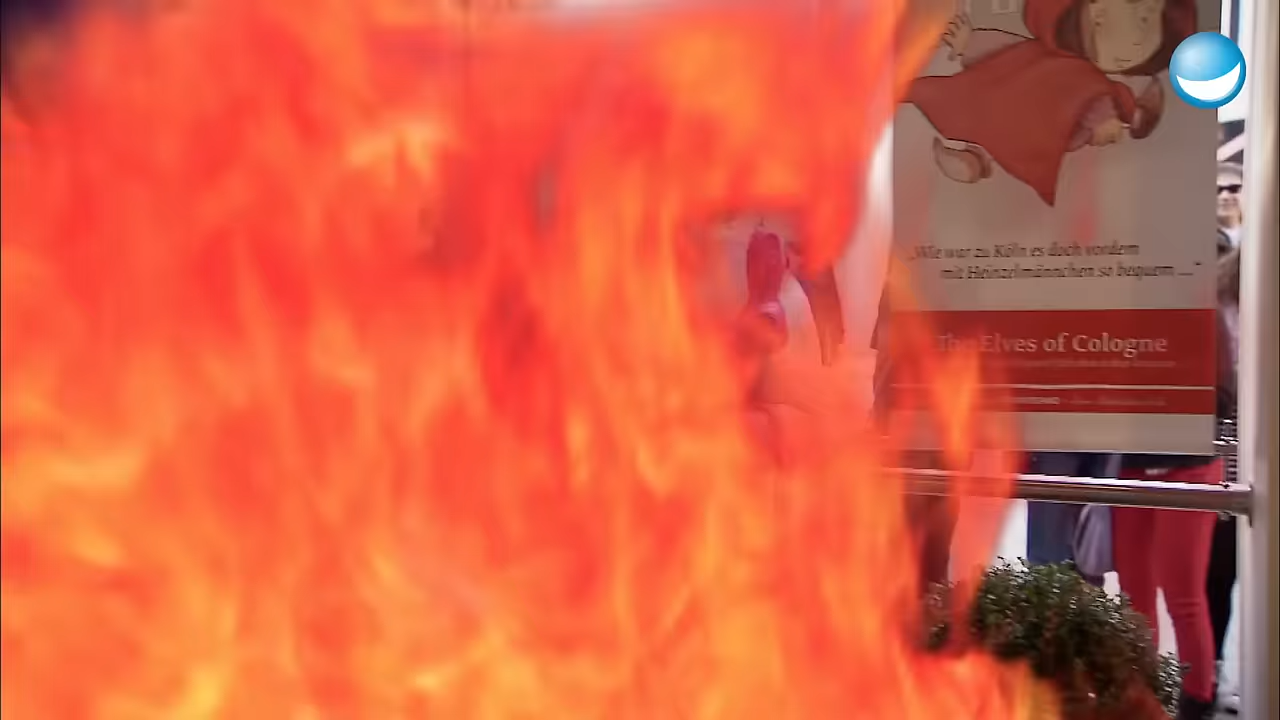 „Wie war zu Köln es doch vordem
mit Heinzelmännchen so bequem ..."
The Elves of Cologne